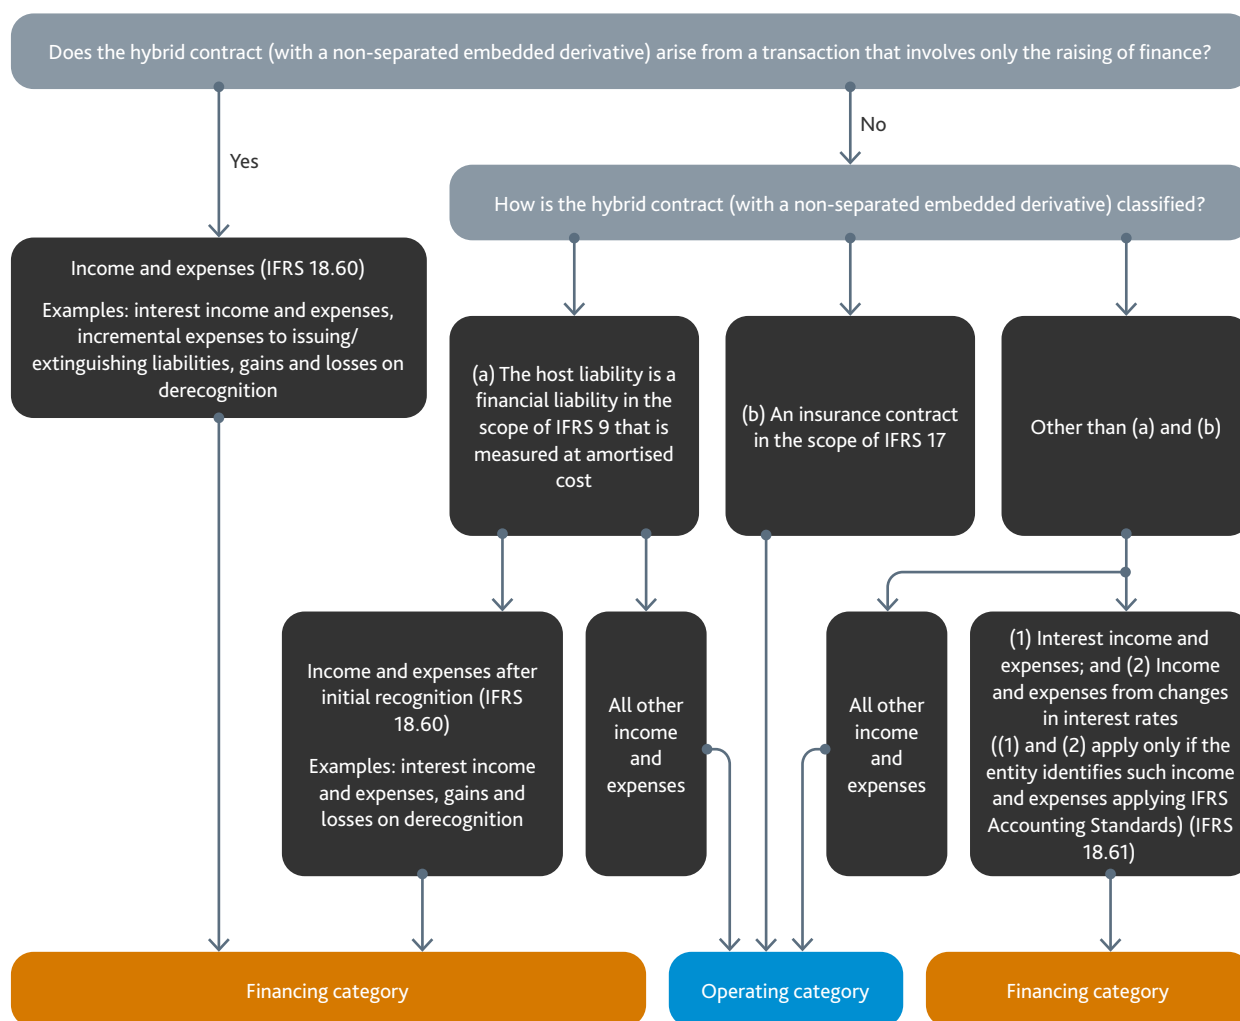 Does the hybrid contract (with a non-separated embedded derivative) arise from a transaction that involves only the raising of finance?
No
Yes
How is the hybrid contract (with a non-separated embedded derivative) classified?
Income and expenses (IFRS 18.60)
Examples: interest income and expenses,
incremental expenses to issuing/
extinguishing liabilities, gains and losses on
derecognition
(a) The host liability is a
financial liability in the
scope of IFRS 9 that is
measured at amortised
cost
(b) An insurance contract
in the scope of IFRS 17
Other than (a) and (b)
Income and expenses after
initial recognition (IFRS
18.60)
Examples: interest income
and expenses, gains and
losses on derecognition
All other
income
and
expenses
All other
income
and
expenses
(1) Interest income and
expenses; and (2) Income
and expenses from changes
in interest rates
((1) and (2) apply only if the
entity identifies such income
and expenses applying IFRS
Accounting Standards) (IFRS
18.61)
Financing category
Operating category
Financing category